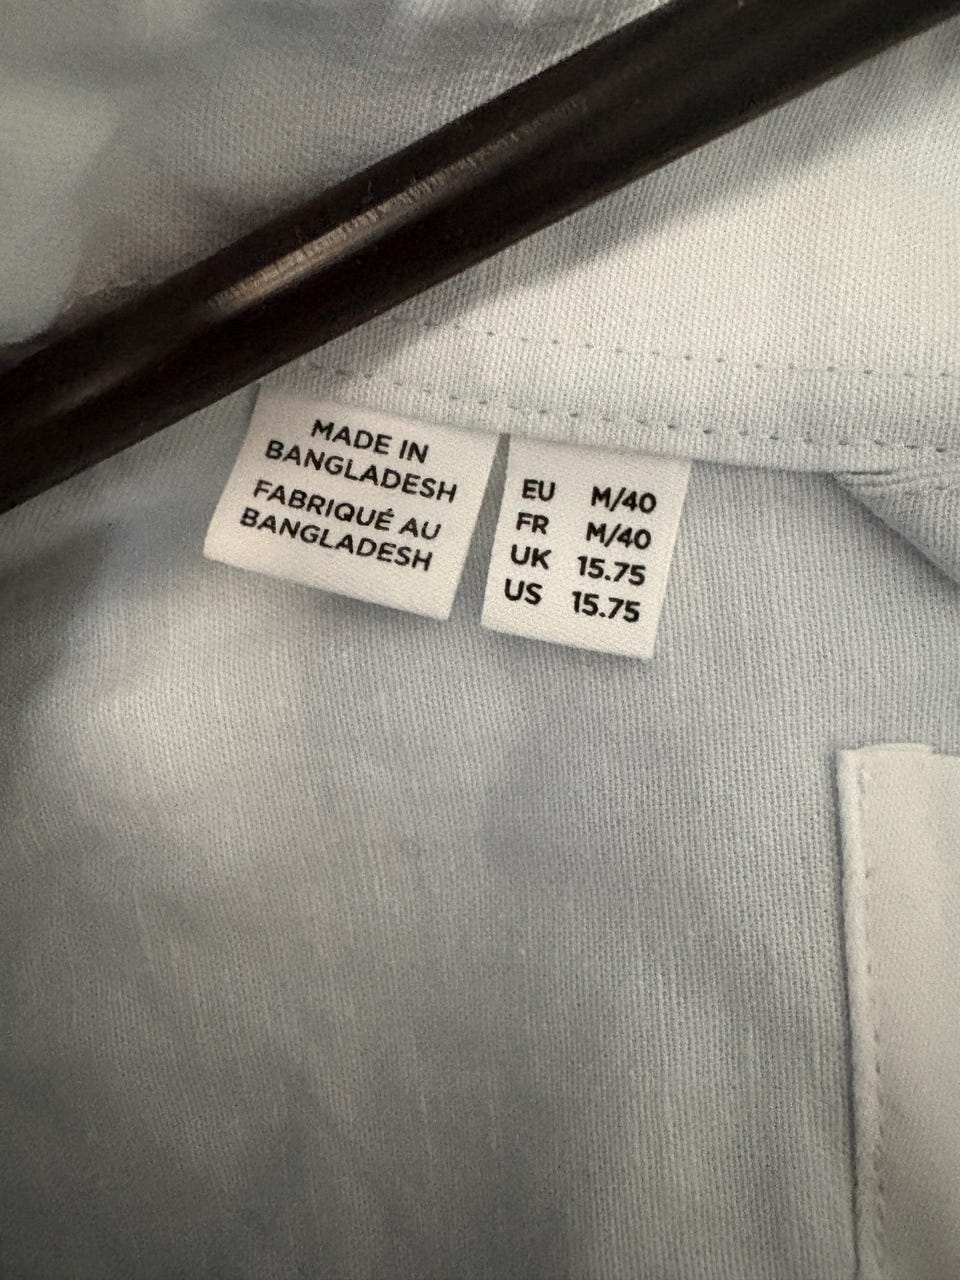 MADE IN
BANGLADESH
FABRIQUÉ AU
BANGLADESH
EU M/40
FR M/40
UK 15.75
US 15.75